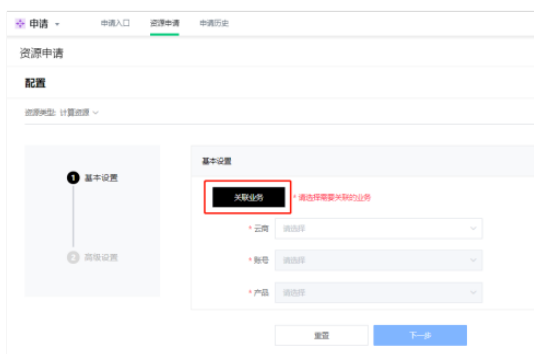 申请
申请入口 资源申请 申请历史
资源申请
配置
资源类型: 计算资源
基本设置
1 基本设置
关联业务 * 请选择需要关联的业务
* 云商 请选择
2 高级设置
* 账号 请选择
* 产品 请选择
重置 下一步